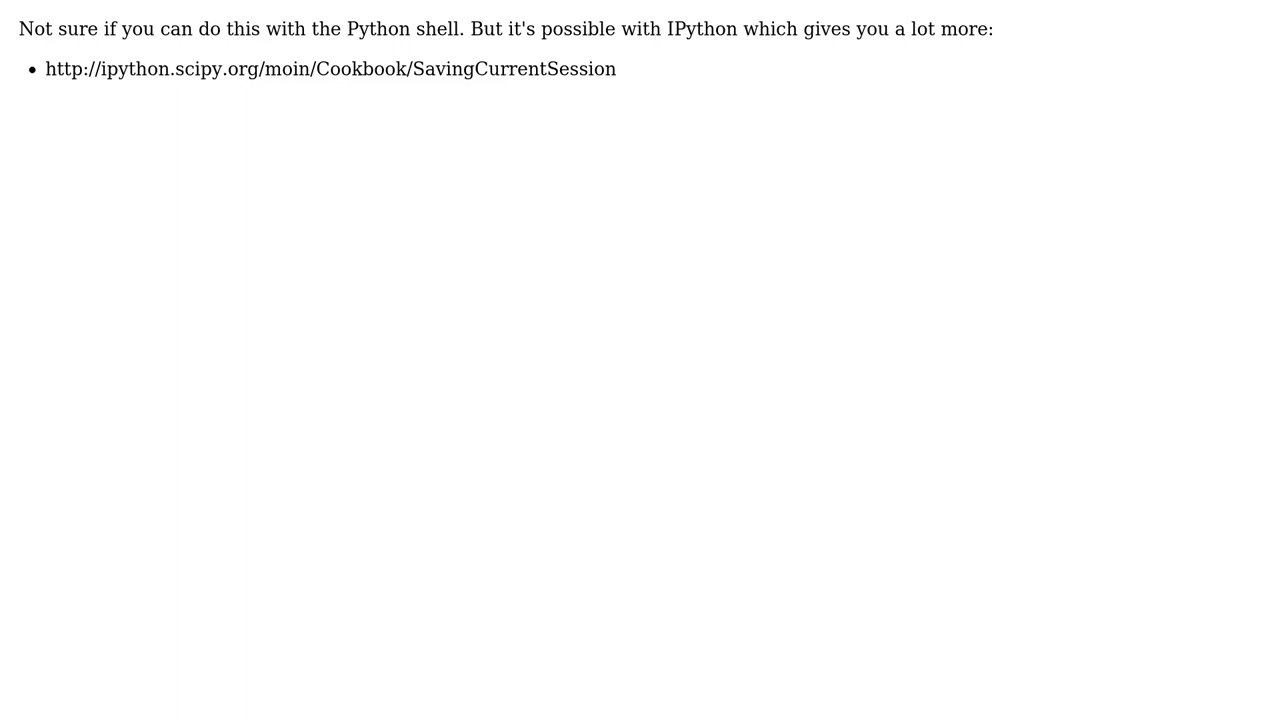 Not sure if you can do this with the Python shell. But it's possible with IPython which gives you a lot more:
• http://ipython.scipy.org/moin/Cookbook/SavingCurrentSession